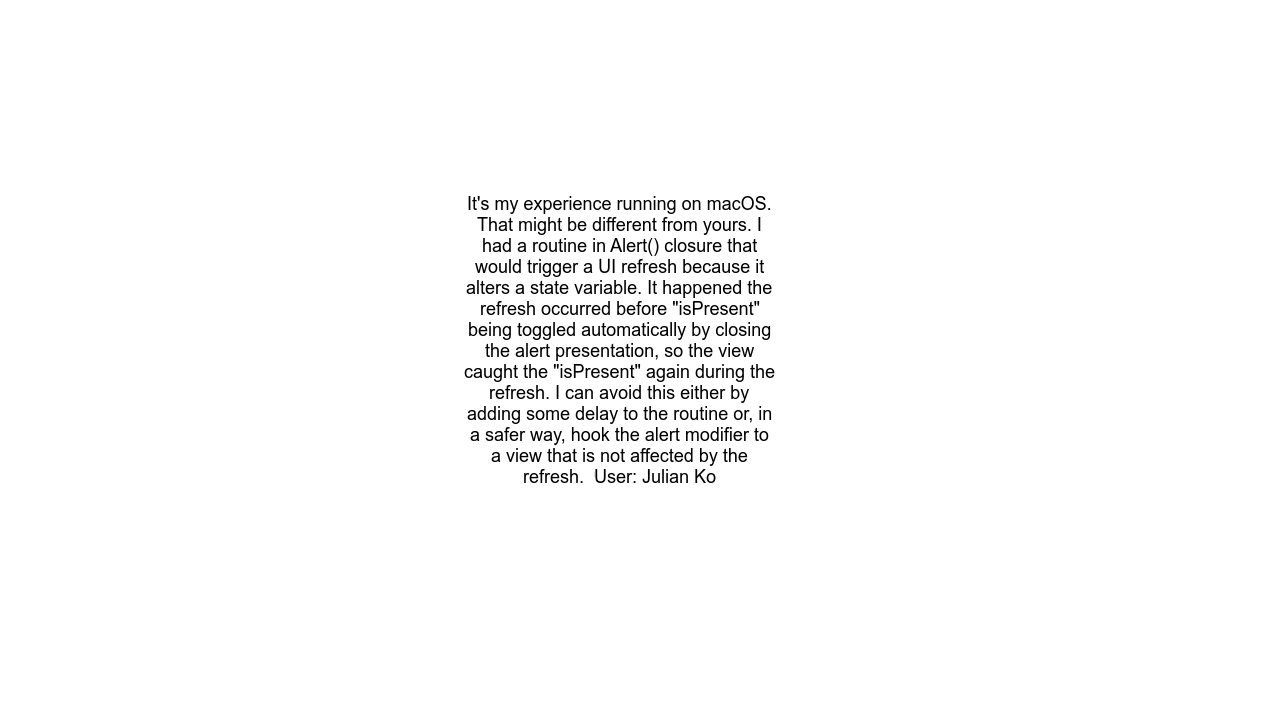 It's my experience running on macOS.
That might be different from yours. I
had a routine in Alert() closure that
would trigger a UI refresh because it
alters a state variable. It happened the
refresh occurred before "isPresent"
being toggled automatically by closing
the alert presentation, so the view
caught the "isPresent" again during the
refresh. I can avoid this either by
adding some delay to the routine or, in
a safer way, hook the alert modifier to
a view that is not affected by the
refresh.  User: Julian Ko